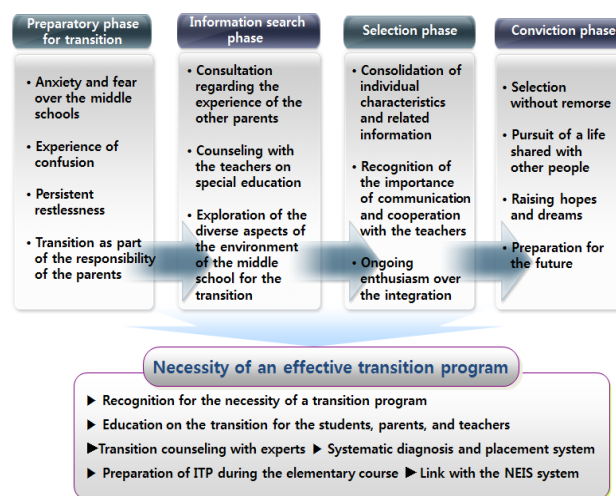 Preparatory phase
for transition
• Anxiety and fear
over the middle
schools
• Experience of
confusion
• Persistent
restlessness
• Transition as part
of the responsibility
of the parents
Information search
phase
• Consultation
regarding the
experience of the
other parents
• Counseling with
the teachers on
special education
• Exploration of the
diverse aspects of
the environment
of the middle
school for the
transition
Selection phase
• Consolidation of
individual
characteristics
and related
information
• Recognition of
the importance
of communication
and cooperation
with the teachers
• Ongoing
enthusiasm over
the integration
Conviction phase
• Selection
without remorse
• Pursuit of a life
shared with
other people
• Raising hopes
and dreams
• Preparation for
the future
Necessity of an effective transition program
▶ Recognition for the necessity of a transition program
▶ Education on the transition for the students, parents, and teachers
▶Transition counseling with experts ▶ Systematic diagnosis and placement system
▶ Preparation of ITP during the elementary course ▶ Link with the NEIS system